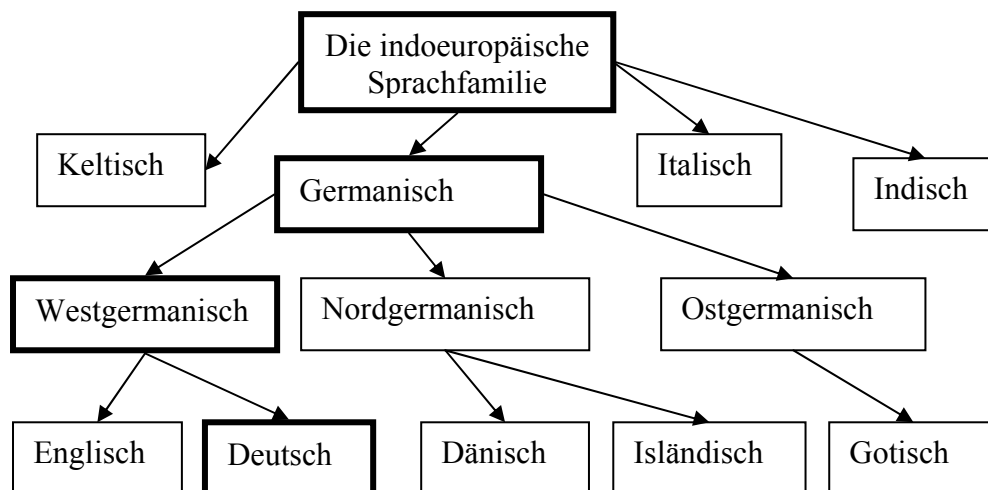 Die indoeuropäische
Sprachfamilie
Keltisch
Germanisch
Italisch
Indisch
Westgermanisch
Nordgermanisch
Ostgermanisch
Englisch
Deutsch
Dänisch
Isländisch
Gotisch